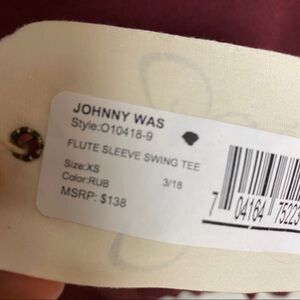 JOHNNY WAS
Style:O10418-9
FLUTE SLEEVE SWING TEE
Size:XS 3/18
Color:RUB
MSRP: $138
7 04164 75223